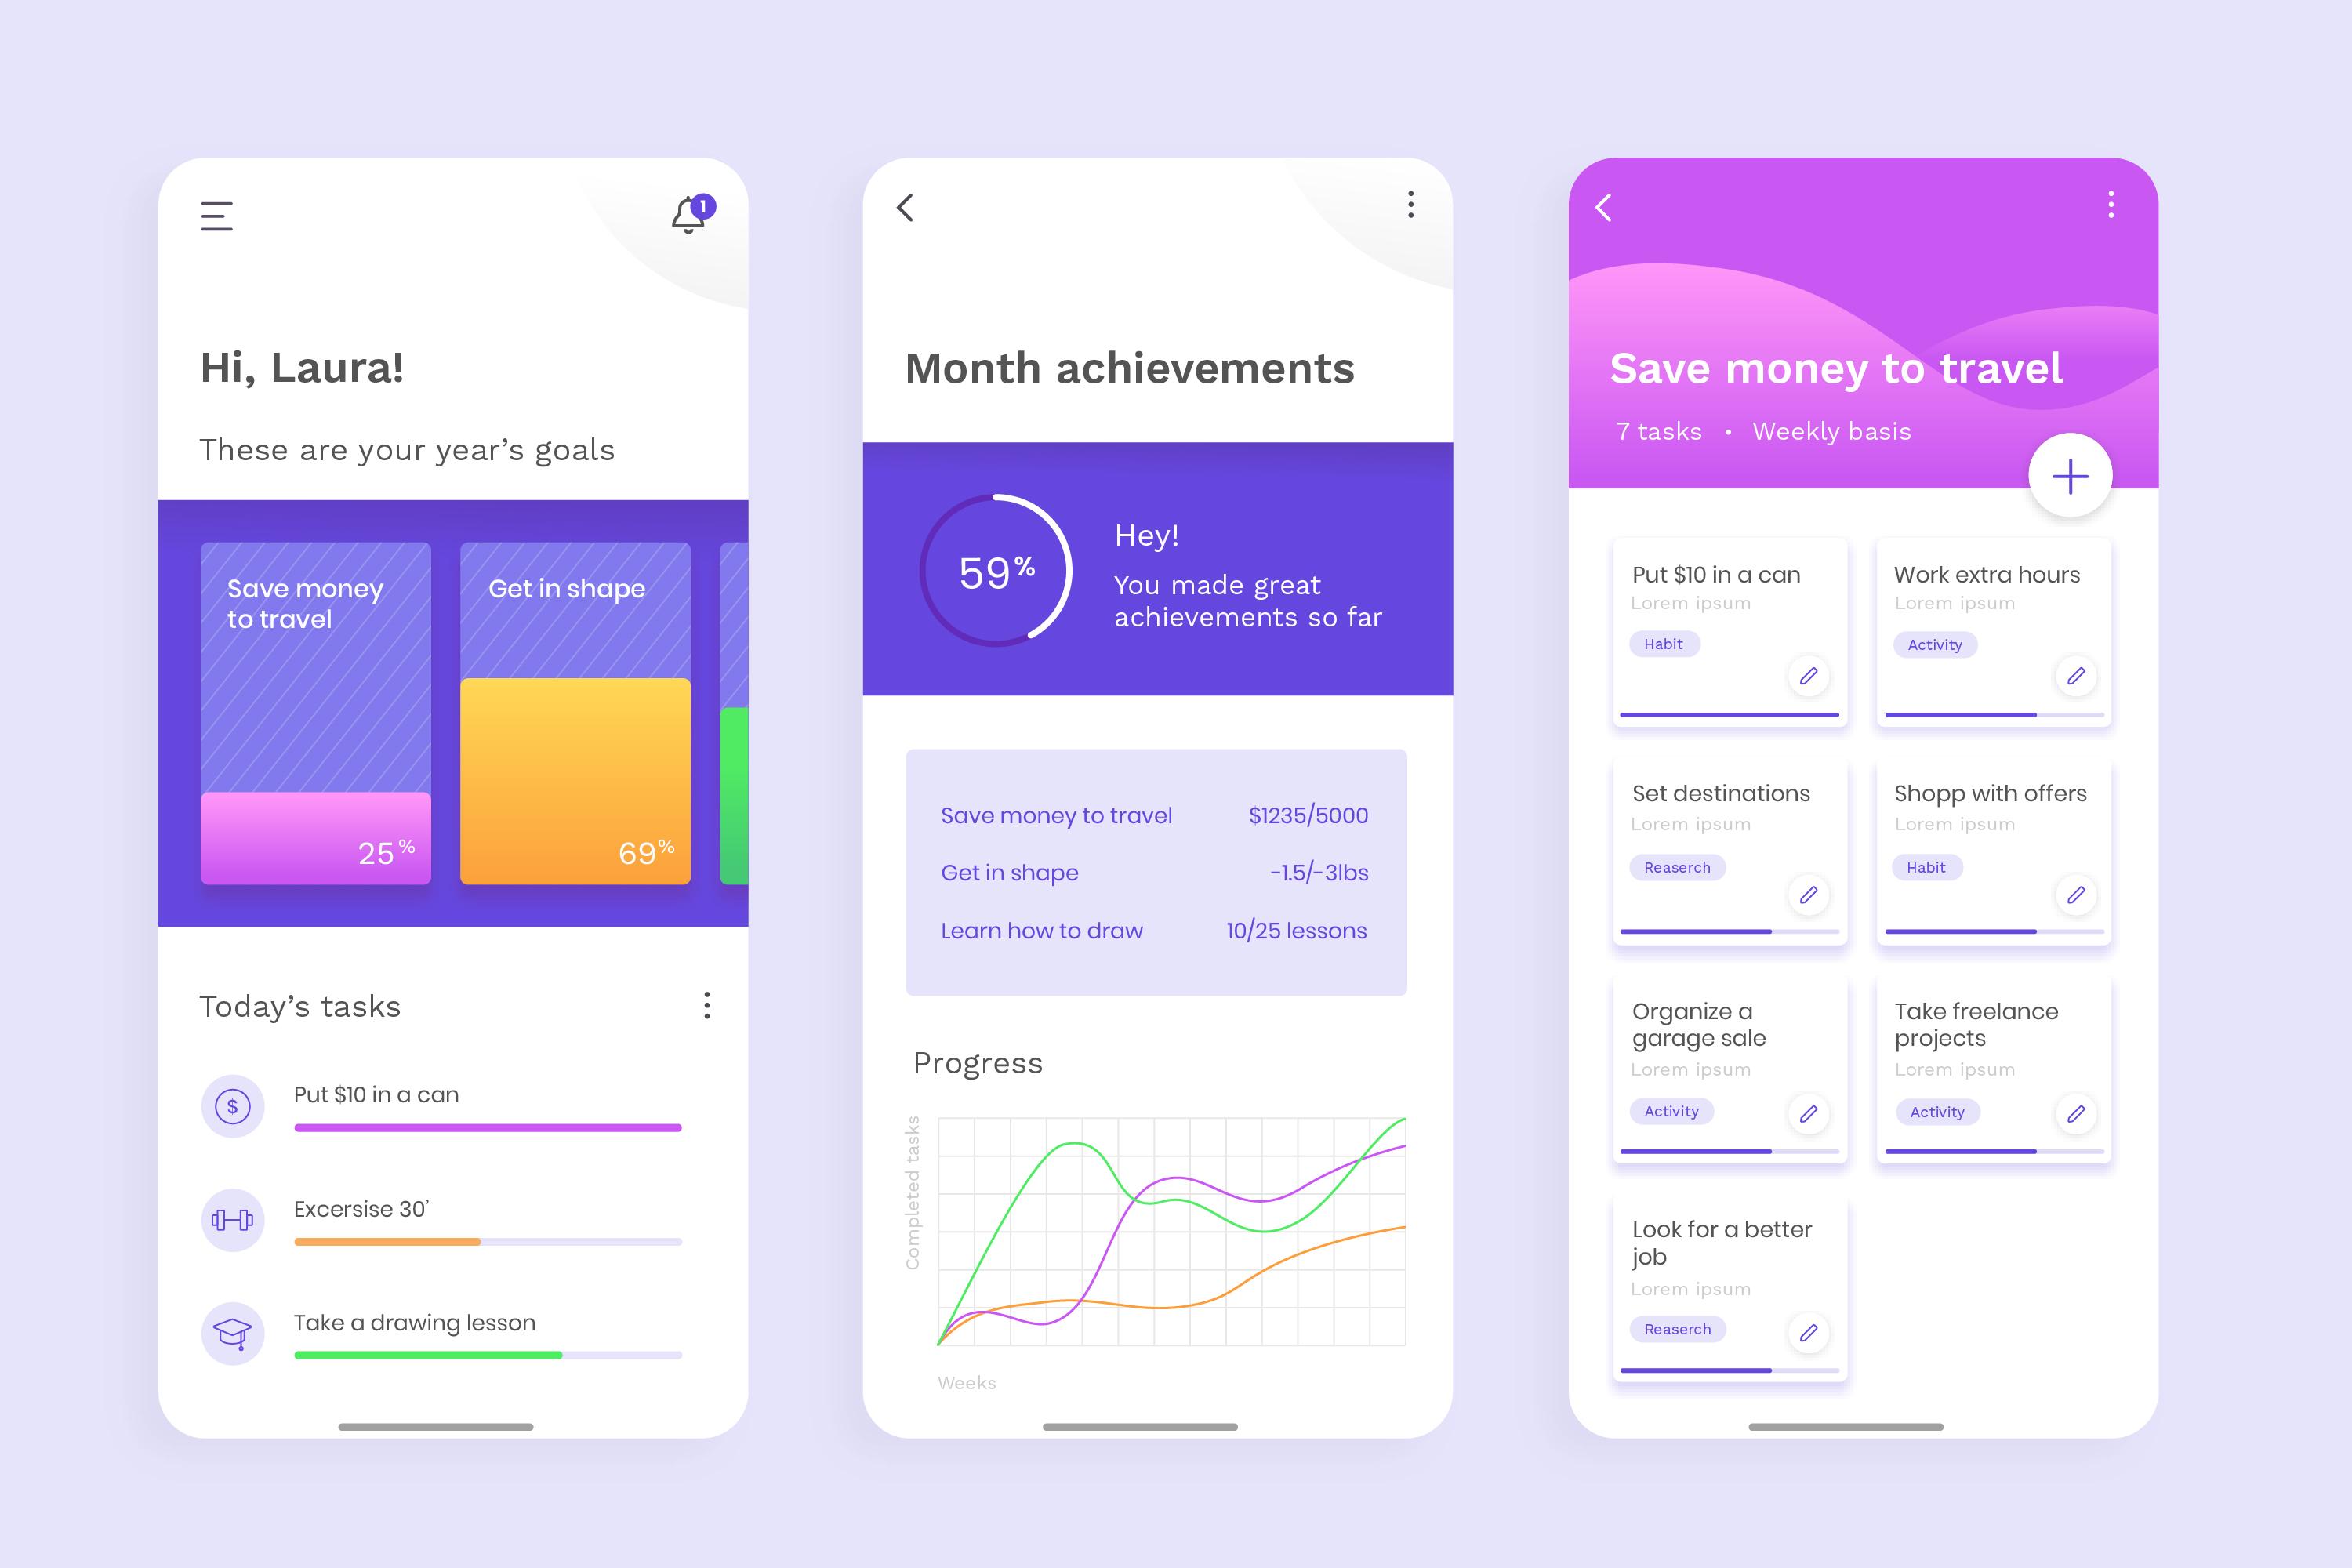 1
Hi, Laura!
These are your year’s goals
Save money
to travel
25%
Get in shape
69%
Today’s tasks
$
Put $10 in a can
Excersise 30’
Take a drawing lesson
Month achievements
59%
Hey!
You made great
achievements so far
Save money to travel $1235/5000
Get in shape -1.5/-3lbs
Learn how to draw 10/25 lessons
Progress
Completed tasks
Weeks
Save money to travel
7 tasks • Weekly basis
Put $10 in a can
Lorem ipsum
Habit
Work extra hours
Lorem ipsum
Activity
Set destinations
Lorem ipsum
Reaserch
Shopp with offers
Lorem ipsum
Habit
Organize a
garage sale
Lorem ipsum
Activity
Take freelance
projects
Lorem ipsum
Activity
Look for a better
job
Lorem ipsum
Reaserch